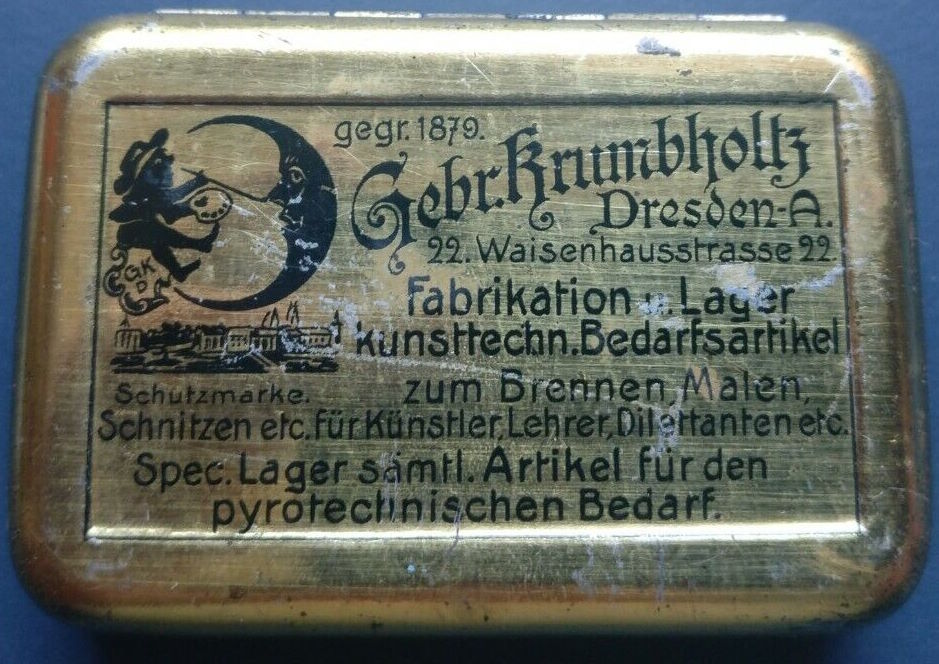 gegr. 1879.
Gebr. Krumbholtz
Dresden-A.
22. Waisenhausstrasse 22.
Fabrikation u. Lager
kunsttechn. Bedarfsartikel
zum Brennen, Malen,
Schnitzen etc. für Künstler, Lehrer, Dilettanten etc.
Spec. Lager sämtl. Artikel für den
pyrotechnischen Bedarf.
GK
D
Schutzmarke.